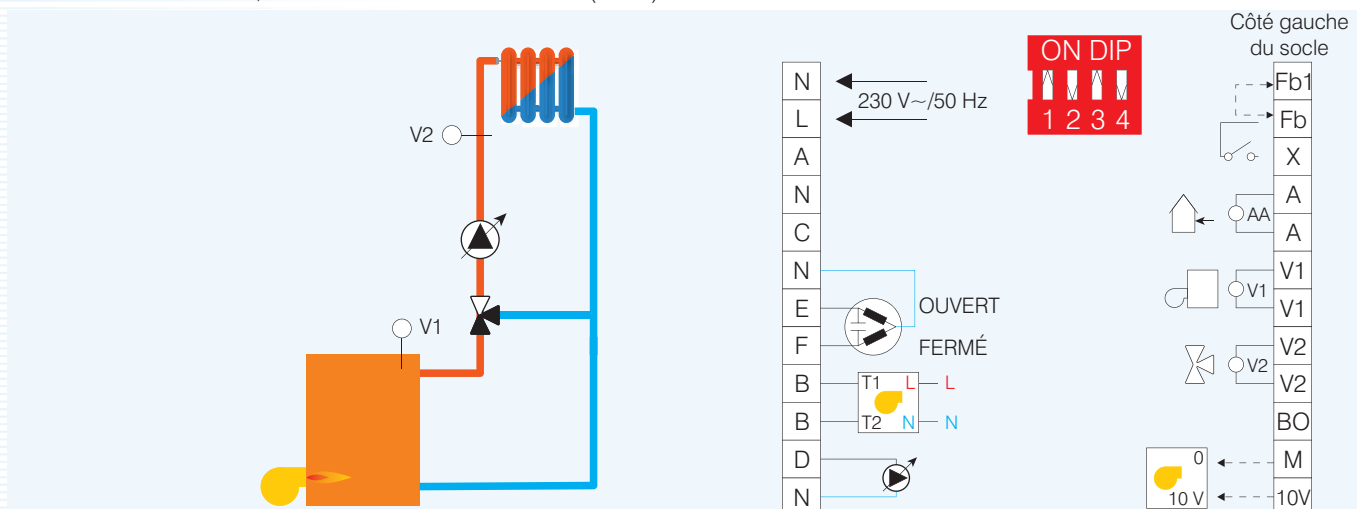 Côté gauche
du socle
ON DIP
1 2 3 4
V2
V1
N
L
A
N
C
N
E
F
B
B
D
N
230 V~/50 Hz
OUVERT
FERMÉ
T1 L L
T2 N N
Fb1
Fb
X
A
AA
A
V1
V1
V1
V2
V2
V2
BO
M
0
10V
10 V